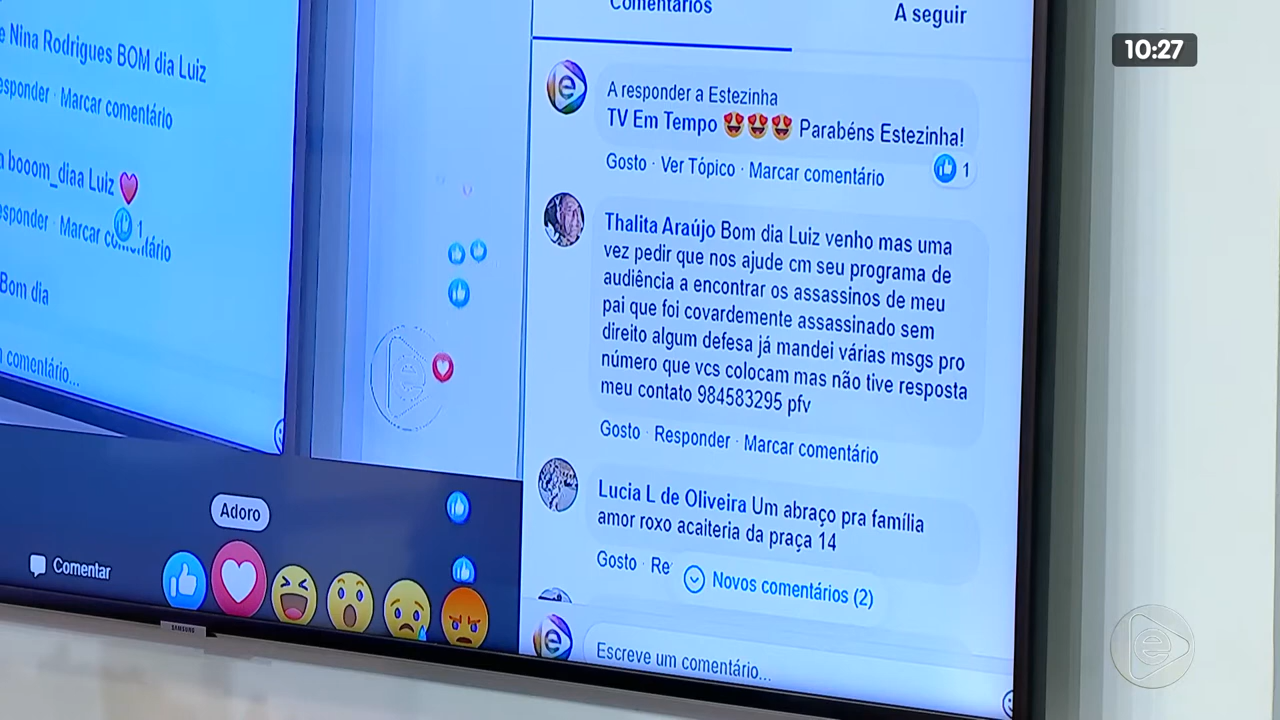 e Nina Rodrigues BOM dia Luiz
esponder · Marcar comentário
booom_diaa Luiz
1
esponder · Marcar comentário
Bom dia
comentário...
Adoro
Comentar
SAMSUNG
Comentários
A seguir
A responder a Estezinha
TV Em Tempo 😍😍😍 Parabéns Estezinha!
Gosto · Ver Tópico · Marcar comentário
1
Thalita Araújo Bom dia Luiz venho mas uma
vez pedir que nos ajude cm seu programa de
audiência a encontrar os assassinos de meu
pai que foi covardemente assassinado sem
direito algum defesa já mandei várias msgs pro
número que vcs colocam mas não tive resposta
meu contato 984583295 pfv
Gosto · Responder · Marcar comentário
Lucia L de Oliveira Um abraço pra família
amor roxo acaiteria da praça 14
Gosto · Re
Novos comentários (2)
Escreve um comentário...
10:27